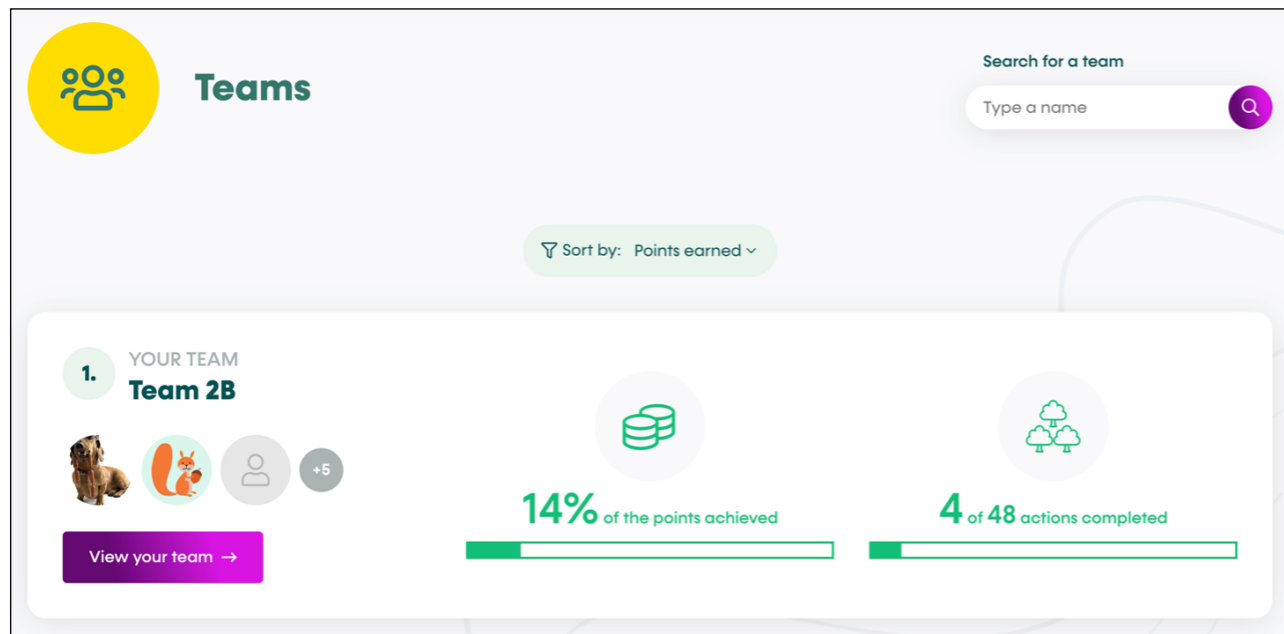 Teams
Search for a team
Type a name
Sort by: Points earned
1.
YOUR TEAM
Team 2B
+5
View your team →
14% of the points achieved
4 of 48 actions completed